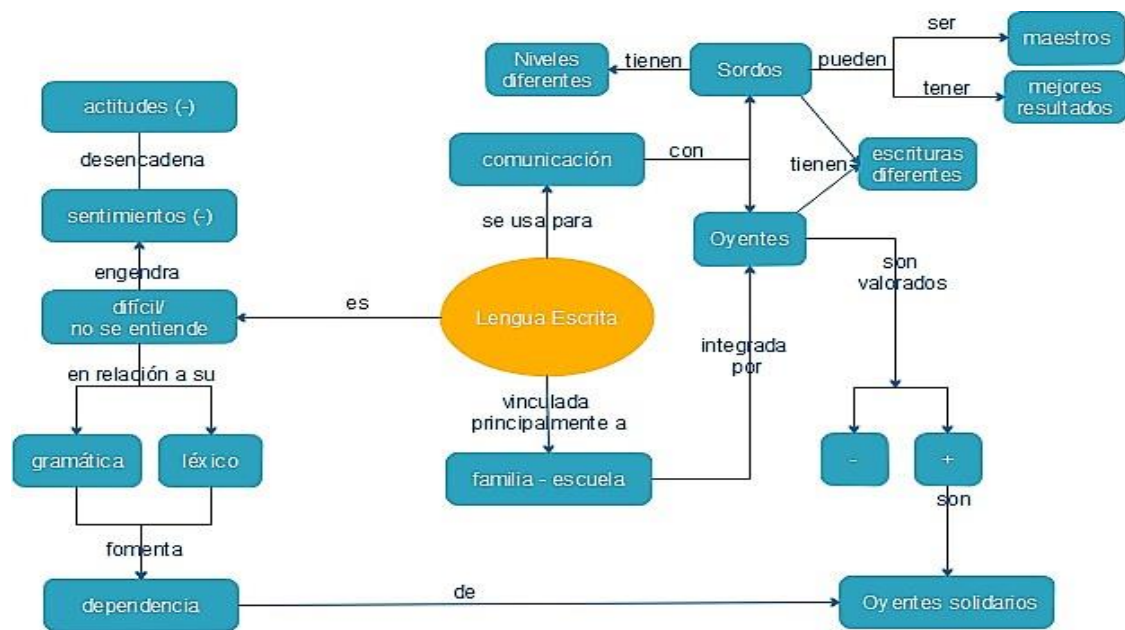 ser
maestros
Niveles
diferentes
tienen
Sordos
pueden
tener
mejores
resultados
actitudes (-)
desencadena
comunicación
con
tienen
escrituras
diferentes
sentimientos (-)
se usa para
Oyentes
engendra
son
valorados
difícil/
no se entiende
es
Lengua Escrita
integrada
por
en relación a su
vinculada
principalmente a
gramática
léxico
familia - escuela
-
+
son
fomenta
dependencia
de
Oyentes solidarios